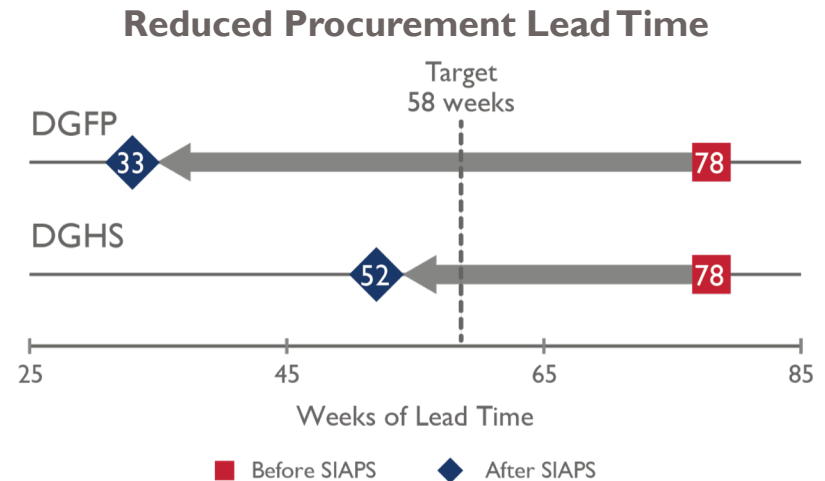 Reduced Procurement Lead Time
Target
58 weeks
DGFP
33
78
DGHS
52
78
25 45 65 85
Weeks of Lead Time
Before SIAPS After SIAPS